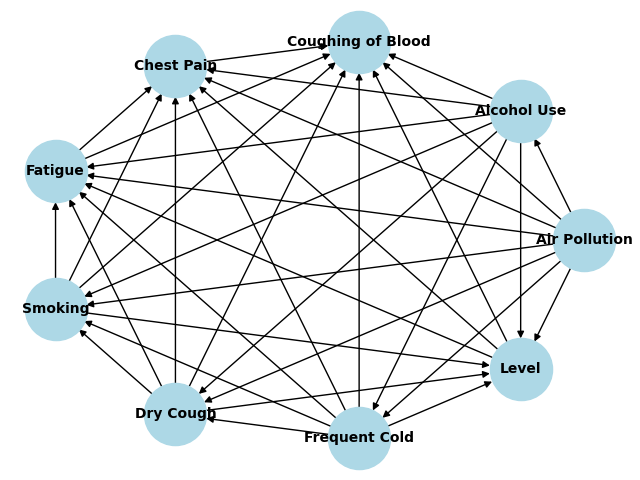 Coughing of Blood
Chest Pain
Alcohol Use
Fatigue
Air Pollution
Smoking
Level
Dry Cough
Frequent Cold